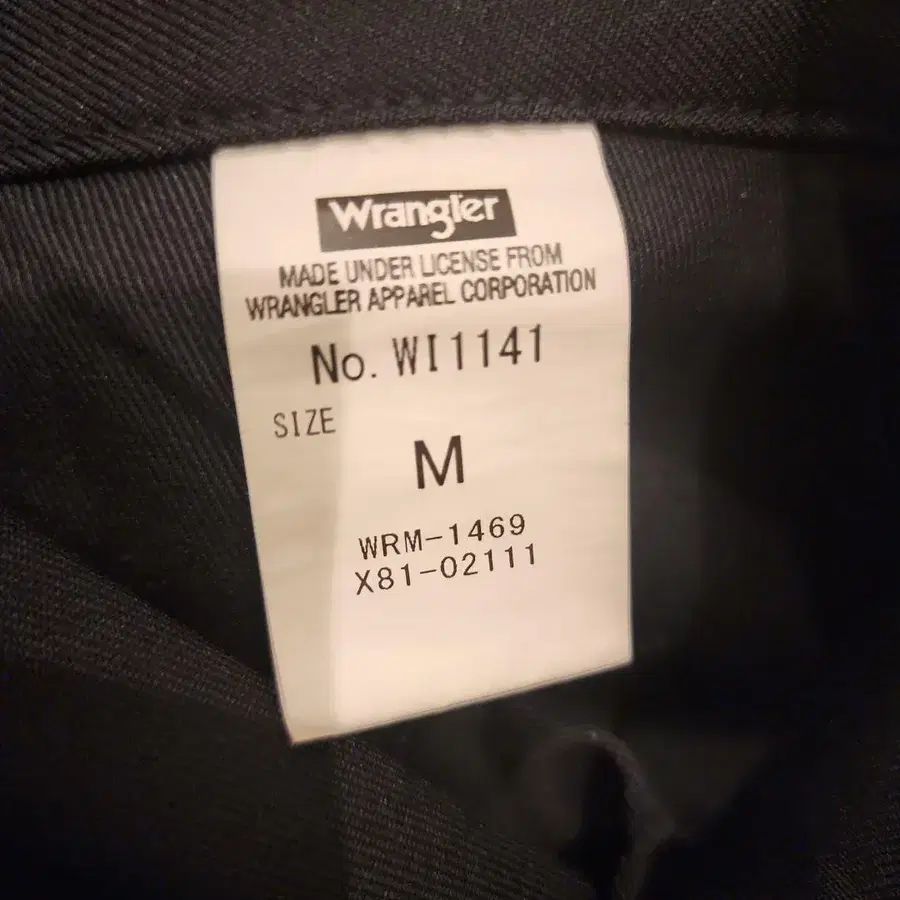 Wrangler
MADE UNDER LICENSE FROM
WRANGLER APPAREL CORPORATION
No. WI1141
SIZE
M
WRM-1469
X81-02111